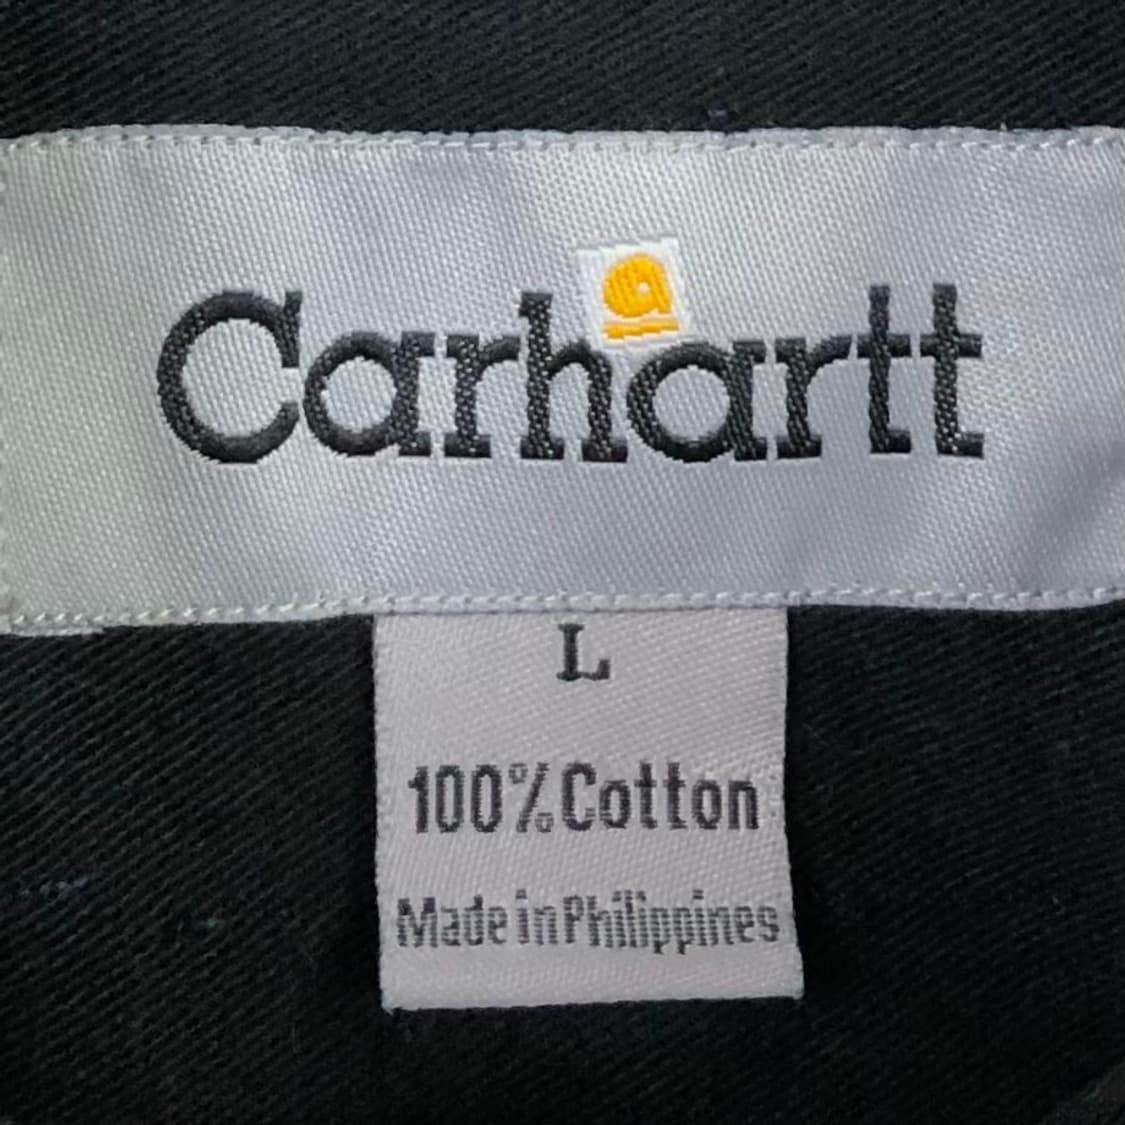 Carhartt
L
100% Cotton
Made in Philippines